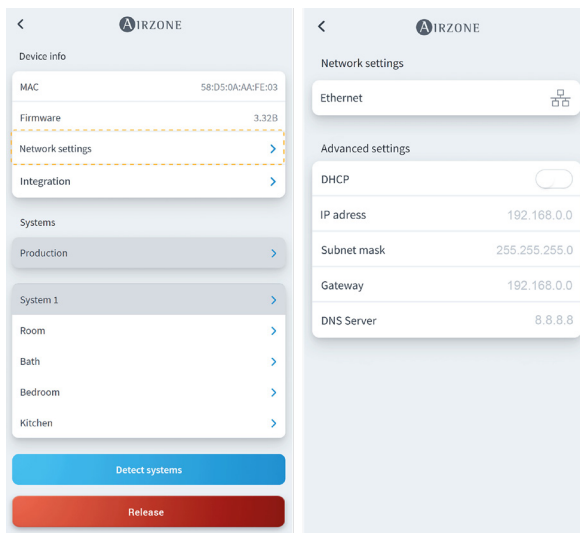 AIRZONE
Device info
MAC 58:D5:0A:AA:FE:03
Firmware 3.32B
Network settings
Integration
Systems
Production
System 1
Room
Bath
Bedroom
Kitchen
Detect systems
Release
AIRZONE
Network settings
Ethernet
Advanced settings
DHCP
IP adress 192.168.0.0
Subnet mask 255.255.255.0
Gateway 192.168.0.0
DNS Server 8.8.8.8